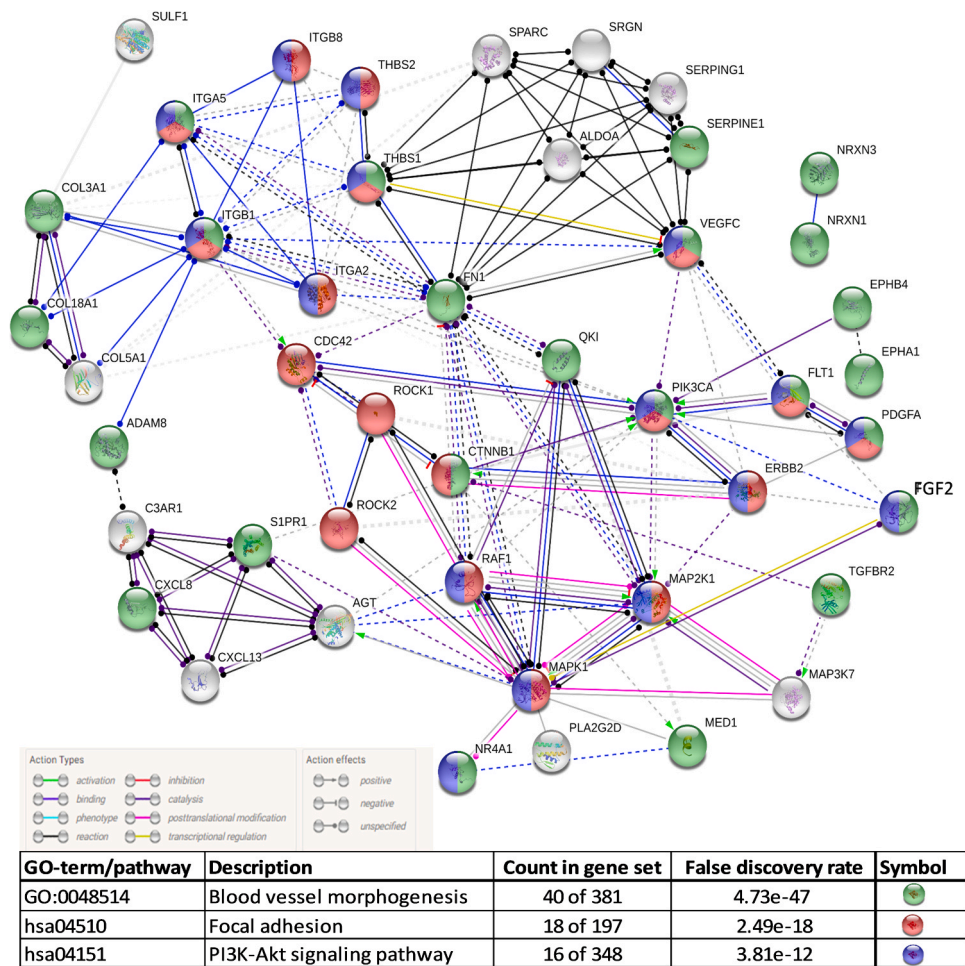 SULF1
ITGB8
SPARC
SRGN
THBS2
SERPING1
ITGA5
SERPINE1
ALDOA
THBS1
NRXN3
COL3A1
ITGB1
NRXN1
VEGFC
ITGA2
FN1
COL18A1
EPHB4
CDC42
QKI
COL5A1
EPHA1
ROCK1
PIK3CA
FLT1
PDGFA
ADAM8
CTNNB1
ERBB2
FGF2
C3AR1
S1PR1
ROCK2
RAF1
MAP2K1
TGFBR2
CXCL8
AGT
CXCL13
MAP3K7
MAPK1
PLA2G2D
MED1
NR4A1
Action Types
activation inhibition
binding catalysis
phenotype posttranslational modification
reaction transcriptional regulation
Action effects
positive
negative
unspecified
GO-term/pathway Description Count in gene set False discovery rate Symbol
GO:0048514 Blood vessel morphogenesis 40 of 381 4.73e-47
hsa04510 Focal adhesion 18 of 197 2.49e-18
hsa04151 PI3K-Akt signaling pathway 16 of 348 3.81e-12